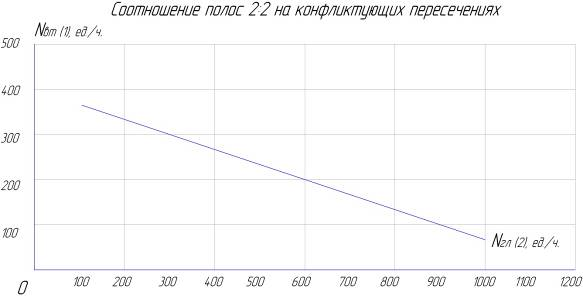 Соотношение полос 2:2 на конфликтующих пересечениях
Nвт (1), ед./ч.
500
400
300
200
100
Nгл (2), ед./ч.
0
100 200 300 400 500 600 700 800 900 1000 1100 1200